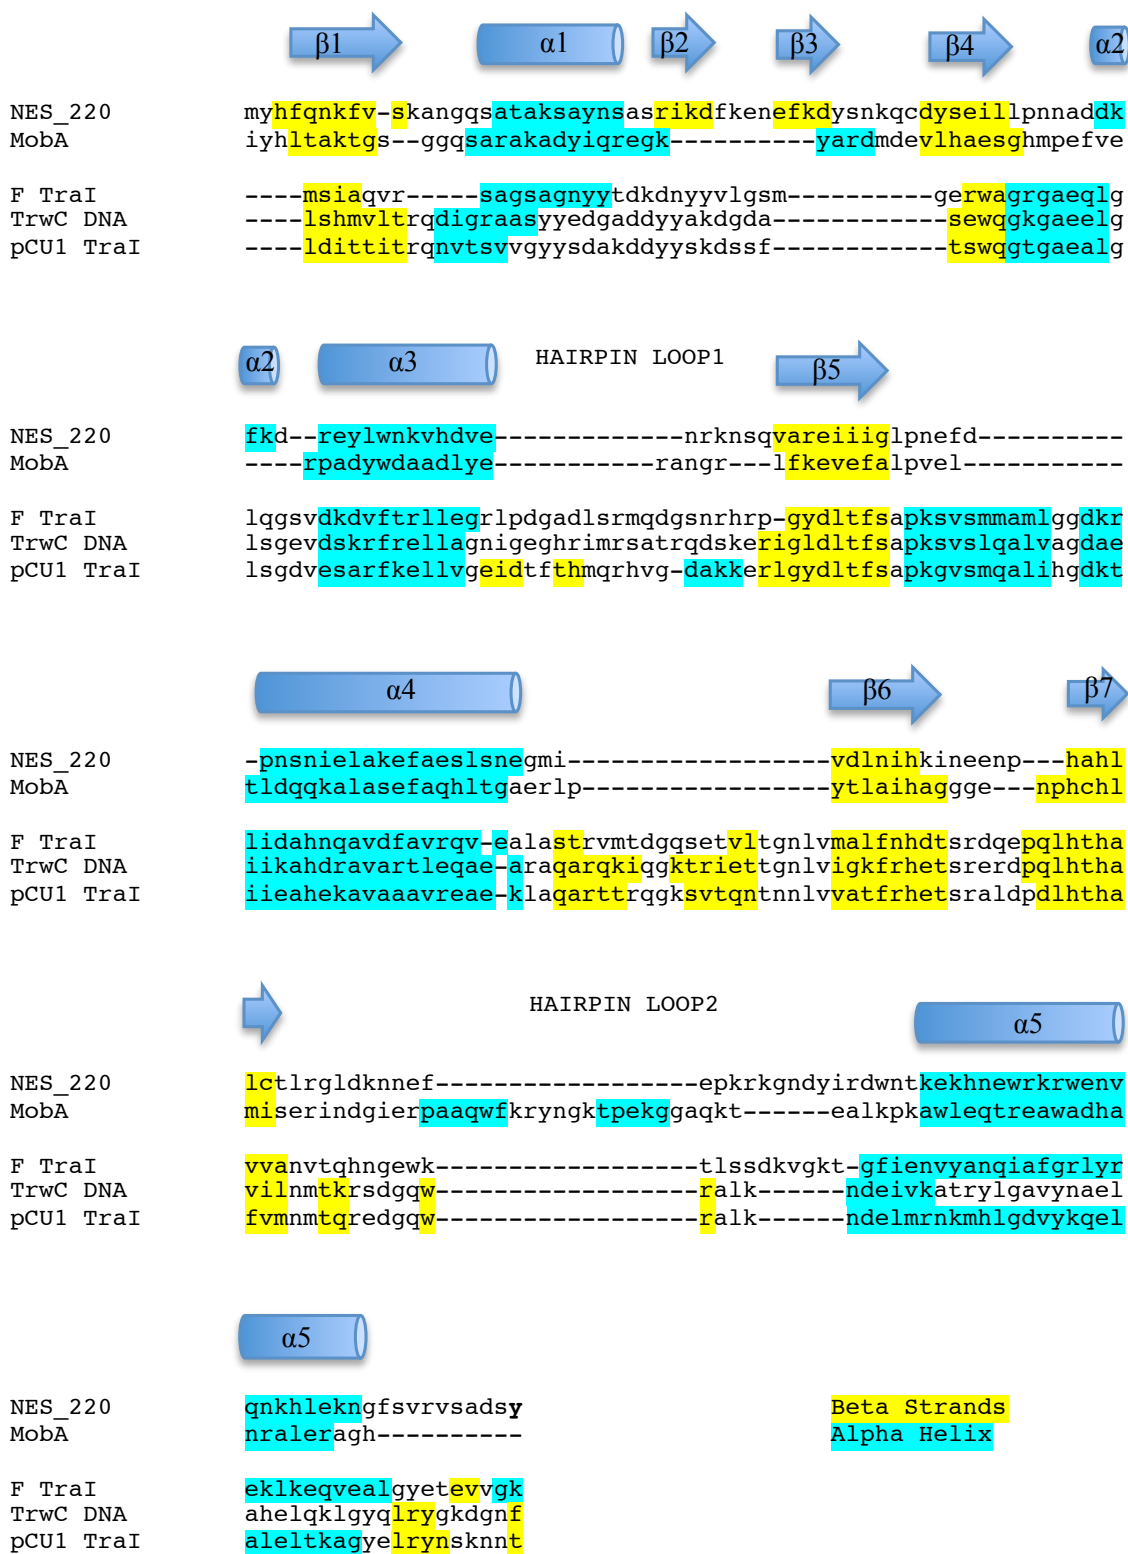 β1 α1 β2 β3 β4 α2
NES_220 myhfqnkfv-skangqsataksaynsasrikdfkenefkdysnkqcdyseillpnnaddk
MobA iyhltaktgs--ggqsarakadyiqregk----------yardmdevlhaesghmpefve
F TraI ----msiaqvr-----sagsagnyytdkdnyyvlgsm----------gerwagrgaeqlg
TrwC DNA ----lshmvltrqdigraasyyedgaddyyakdgda-----------sewqgkgaeelg
pCU1 TraI ----ldittitrqnvtsvvgyysdakddyyskdssf------------tswqgtgaealg
α2 α3 HAIRPIN LOOP1 β5
NES_220 fkd--reylwnkvhdve-------------nrknsqvareiiiglpnefd----------
MobA ----rpadywdaadlye-----------rangr---lfkevefalpvel-----------
F TraI lqgsvdkdvftrllegrlpdgadlsrmqdgsnrhrp-gydltfsapksvsmmamlggdkr
TrwC DNA lsgevdskrfrellagnigeghrimrsatrqdskerigldltfsapksvslqalvagdae
pCU1 TraI lsgdvesarfkellvgeidtfthmqrhvg-dakkerlgydltfsapkgvsmqalihgdkt
α4 β6 β7
NES_220 -pnsnielakefaeslsnegmi------------------vdlnihkineenp---hahl
MobA tldqqkalasefaqhltgaerlp-----------------ytlaihaggge---nphchl
F TraI lidahnqavdfavrqv-ealastrvmtdgqsetvltgnlvmalfnhdtsrdqepqlhtha
TrwC DNA iikahdravartleqae-araqarqkiqgktriettgnlvigkfrhetsrerdpqlhtha
pCU1 TraI iieahekavaaavreae-klaqarttrqgksvtqntnnlvvatfrhetsraldpdlhtha
HAIRPIN LOOP2 α5
NES_220 lctlrgldknnef------------------epkrkgndyirdwntkekhnewrkrwenv
MobA miserindgierpaaqwfkryngktpekggaqkt------ealkpkawleqtreawadha
F TraI vvanvtqhngewk------------------tlssdkvgkt-gfienvyanqiafgrlyr
TrwC DNA vilnmtkrsdgqw------------------ralk------ndeivkatrylgavynael
pCU1 TraI fvmnmtqredgqw------------------ralk------ndelmrnkmhlgdvykqel
α5
NES_220 qnkhlekngfsvrvsadsy Beta Strands
MobA nraleragh---------- Alpha Helix
F TraI eklkeqvealgyetevvgk
TrwC DNA ahelqklgyqlrygkdgnf
pCU1 TraI aleltkagyelrynsknnt